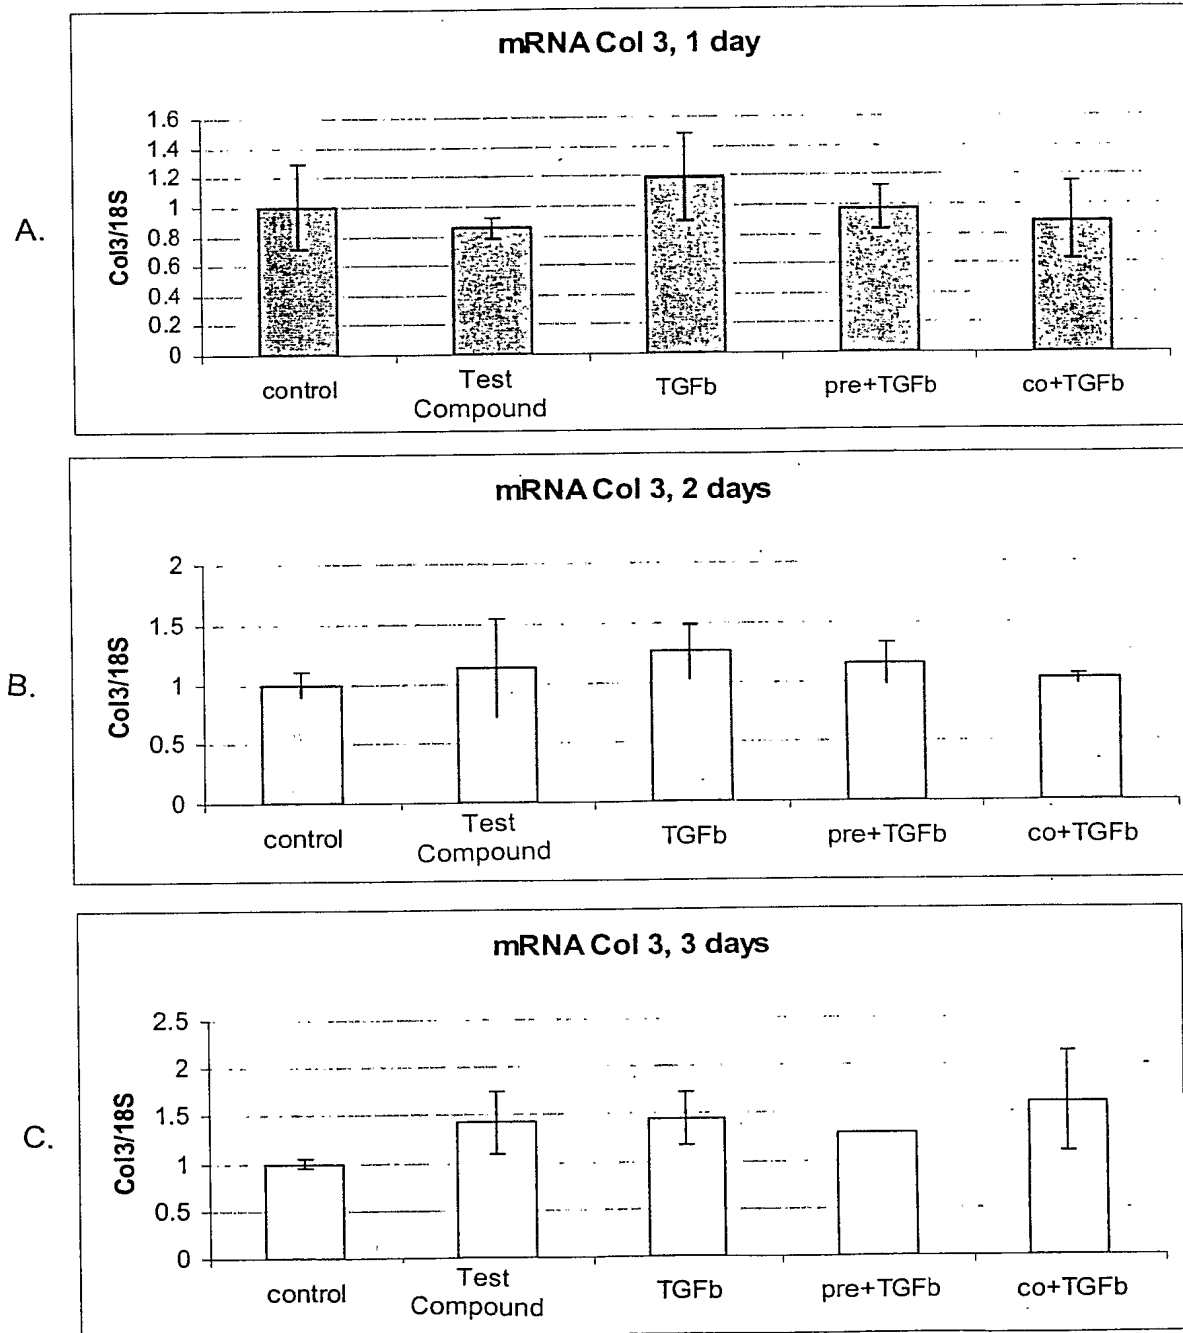 A.
mRNA Col 3, 1 day
Col3/18S
1.6
1.4
1.2
1
0.8
0.6
0.4
0.2
0
control
Test
Compound
TGFb
pre+TGFb
co+TGFb
B.
mRNA Col 3, 2 days
Col3/18S
2
1.5
1
0.5
0
control
Test
Compound
TGFb
pre+TGFb
co+TGFb
C.
mRNA Col 3, 3 days
Col3/18S
2.5
2
1.5
1
0.5
0
control
Test
Compound
TGFb
pre+TGFb
co+TGFb